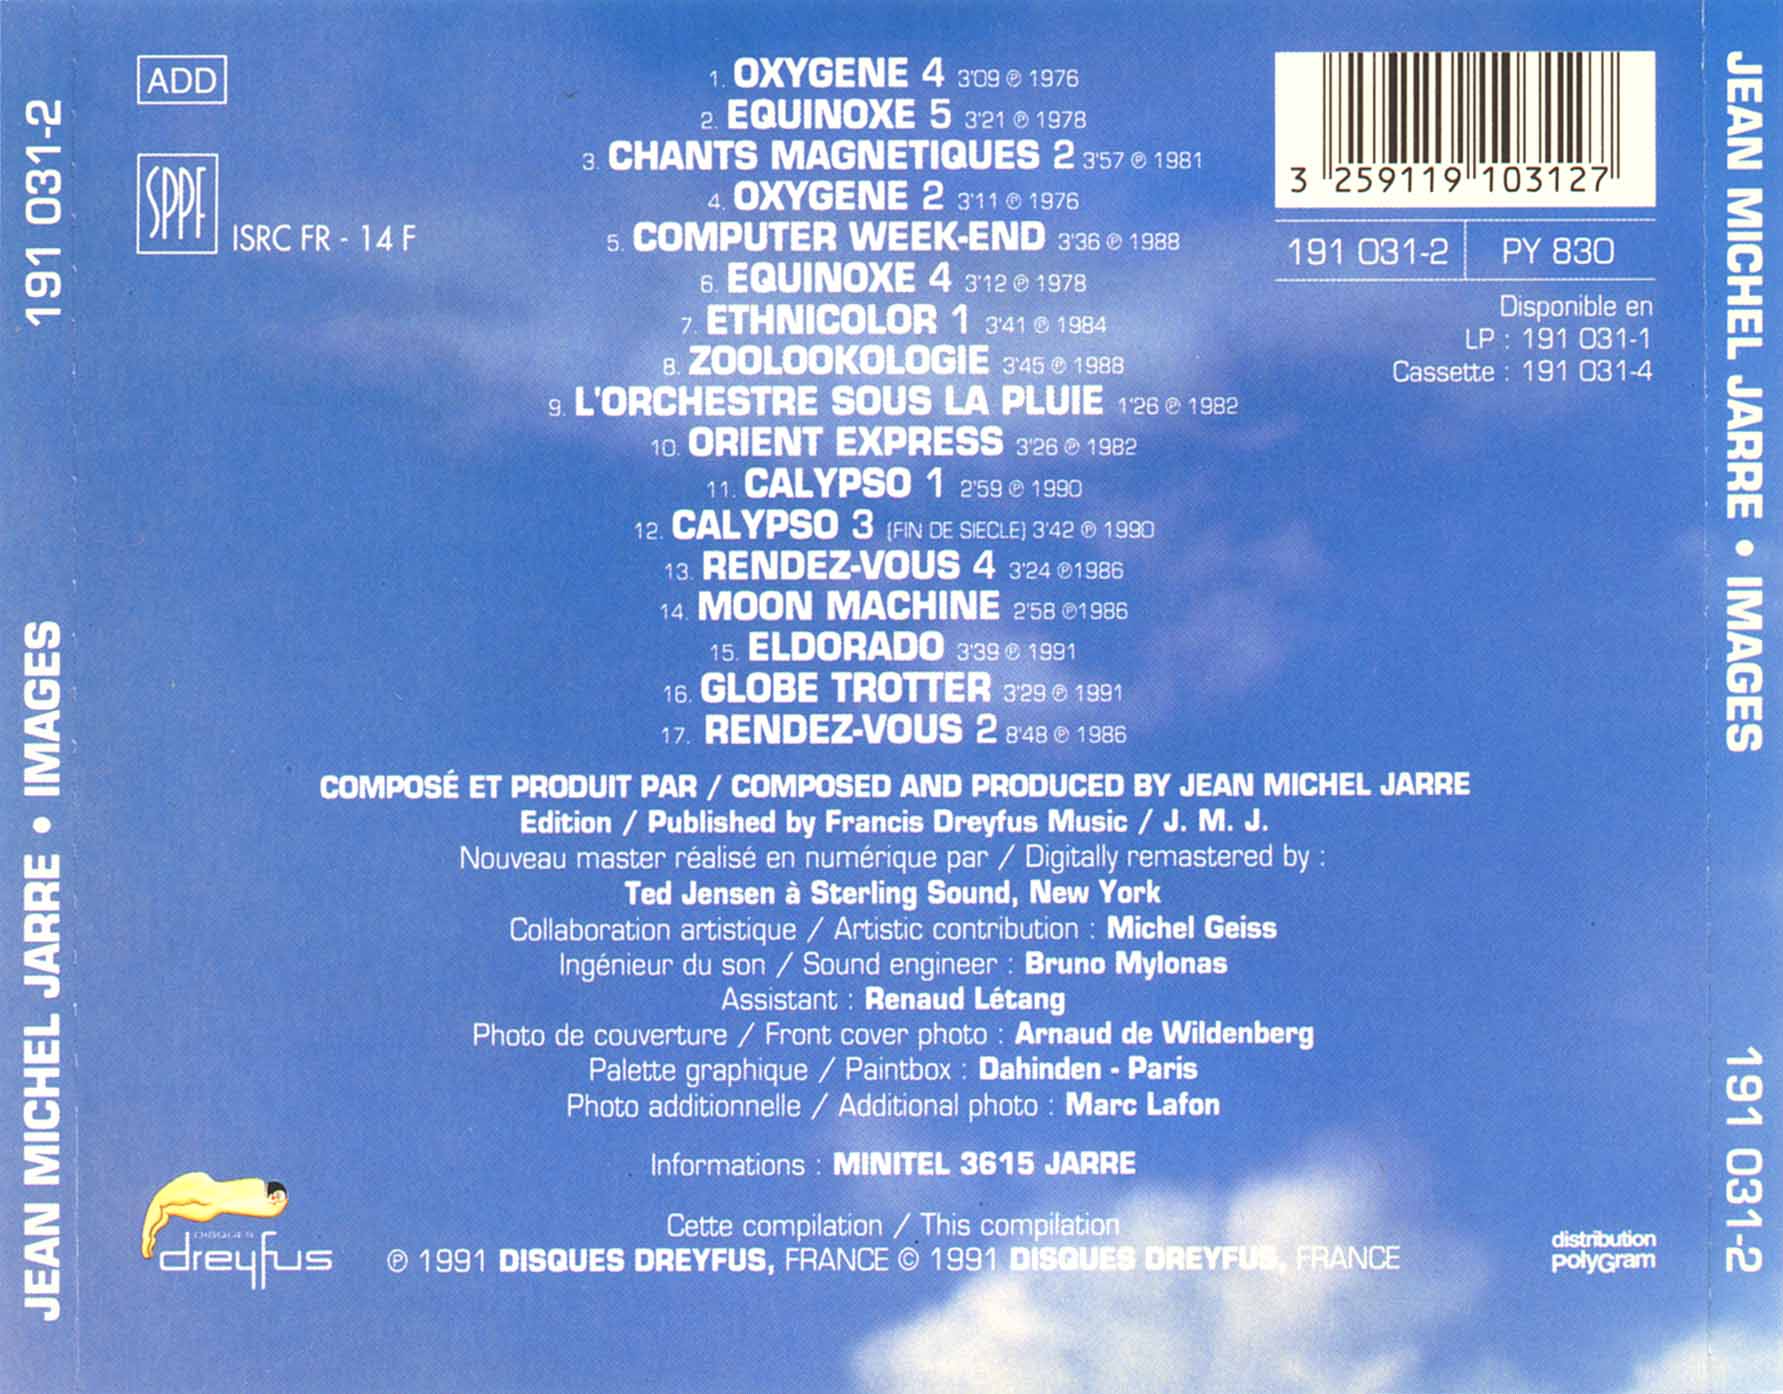 JEAN MICHEL JARRE • IMAGES
191 031-2
ADD
SPPF
ISRC FR - 14 F
1. OXYGENE 4 3'09 ℗ 1976
2. EQUINOXE 5 3'21 ℗ 1978
3. CHANTS MAGNETIQUES 2 3'57 ℗ 1981
4. OXYGENE 2 3'11 ℗ 1976
5. COMPUTER WEEK-END 3'36 ℗ 1988
6. EQUINOXE 4 3'12 ℗ 1978
7. ETHNICOLOR 1 3'41 ℗ 1984
8. ZOOLOOKOLOGIE 3'45 ℗ 1988
9. L'ORCHESTRE SOUS LA PLUIE 1'26 ℗ 1982
10. ORIENT EXPRESS 3'26 ℗ 1982
11. CALYPSO 1 2'59 ℗ 1990
12. CALYPSO 3 (FIN DE SIECLE) 3'42 ℗ 1990
13. RENDEZ-VOUS 4 3'24 ℗1986
14. MOON MACHINE 2'58 ℗1986
15. ELDORADO 3'39 ℗ 1991
16. GLOBE TROTTER 3'29 ℗ 1991
17. RENDEZ-VOUS 2 8'48 ℗ 1986
3 259119 103127
191 031-2 PY 830
Disponible en
LP : 191 031-1
Cassette : 191 031-4
COMPOSÉ ET PRODUIT PAR / COMPOSED AND PRODUCED BY JEAN MICHEL JARRE
Edition / Published by Francis Dreyfus Music / J. M. J.
Nouveau master réalisé en numérique par / Digitally remastered by :
Ted Jensen à Sterling Sound, New York
Collaboration artistique / Artistic contribution : Michel Geiss
Ingénieur du son / Sound engineer : Bruno Mylonas
Assistant : Renaud Létang
Photo de couverture / Front cover photo : Arnaud de Wildenberg
Palette graphique / Paintbox : Dahinden - Paris
Photo additionnelle / Additional photo : Marc Lafon
Informations : MINITEL 3615 JARRE
Cette compilation / This compilation
℗ 1991 DISQUES DREYFUS, FRANCE © 1991 DISQUES DREYFUS, FRANCE
DISQUES
dreyfus
distribution
polyGram
JEAN MICHEL JARRE • IMAGES
191 031-2